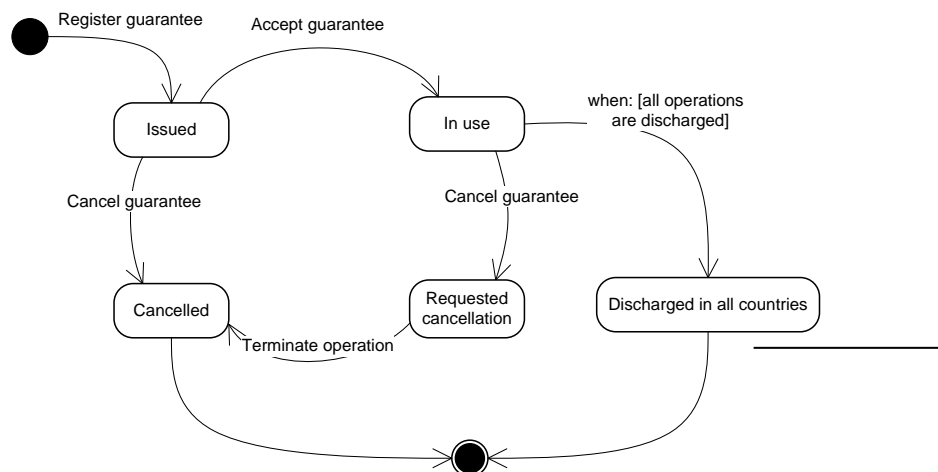 Register guarantee
Accept guarantee
Issued
In use
when: [all operations
are discharged]
Cancel guarantee
Cancel guarantee
Cancelled
Requested
cancellation
Discharged in all countries
Terminate operation